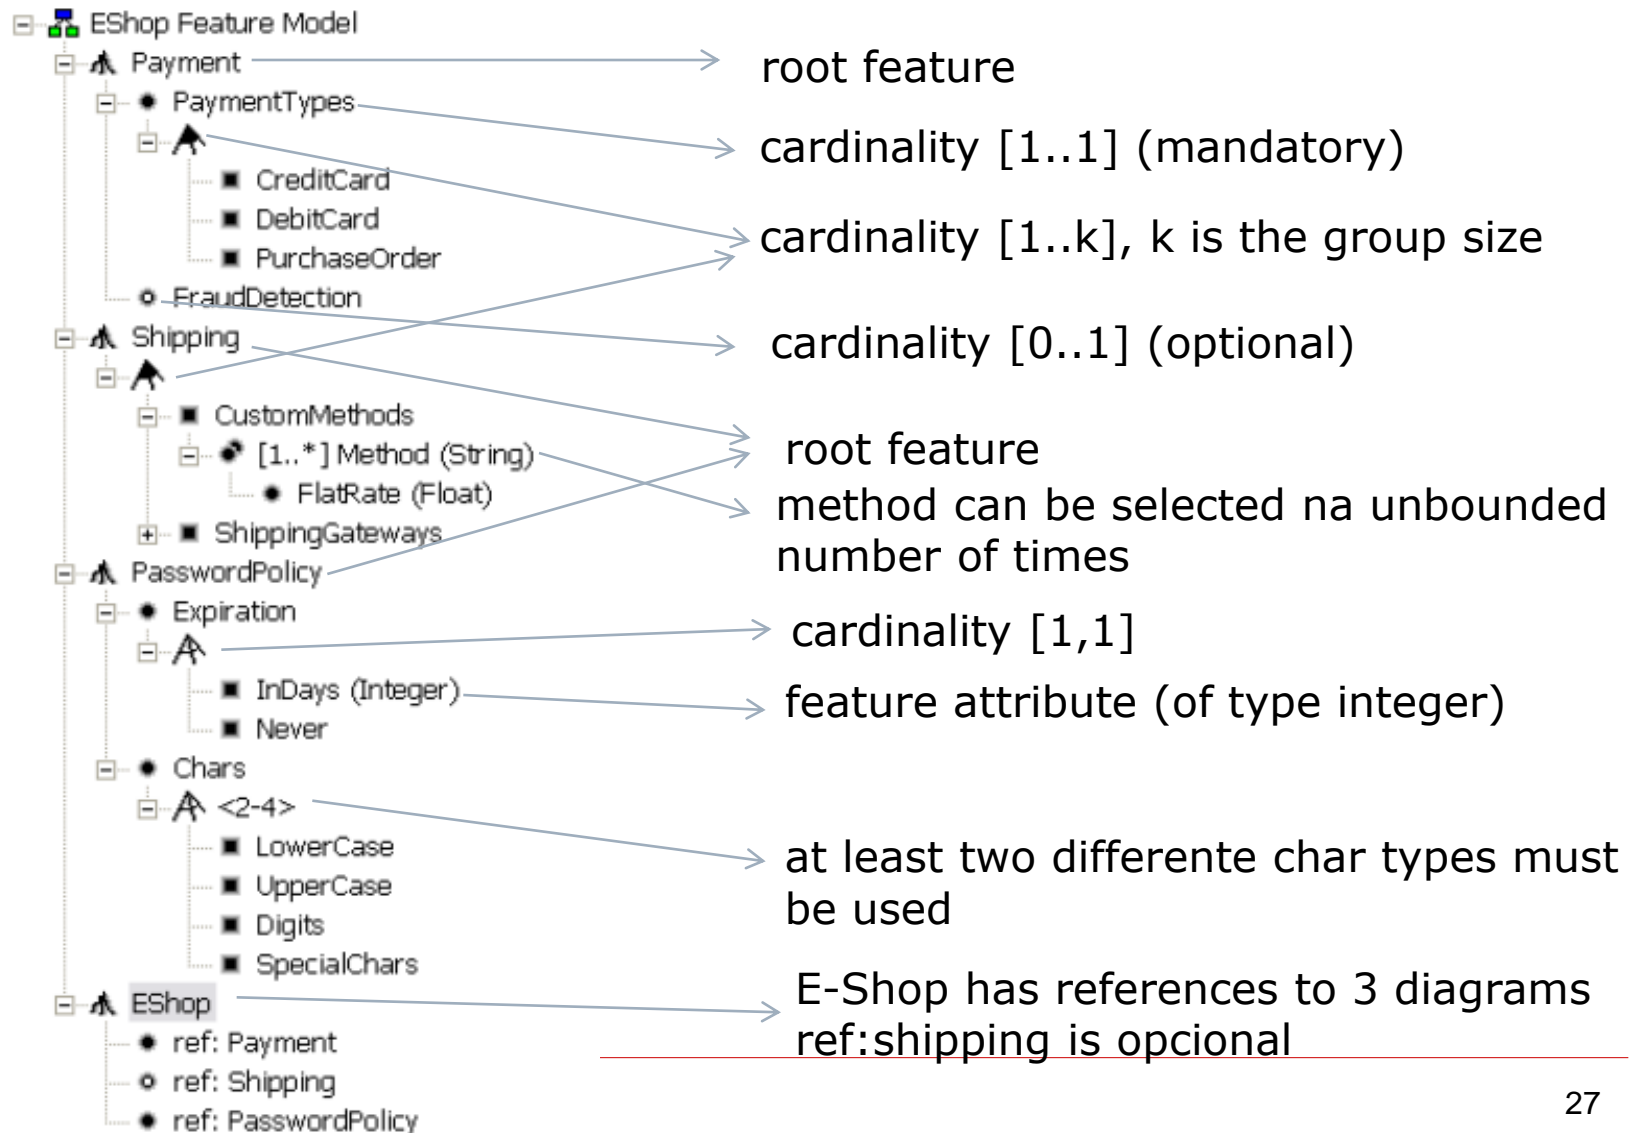 EShop Feature Model
Payment
root feature
PaymentTypes
cardinality [1..1] (mandatory)
CreditCard
DebitCard
cardinality [1..k], k is the group size
PurchaseOrder
FraudDetection
Shipping
cardinality [0..1] (optional)
CustomMethods
[1..*] Method (String)
root feature
FlatRate (Float)
method can be selected na unbounded
number of times
ShippingGateways
PasswordPolicy
Expiration
cardinality [1,1]
InDays (Integer)
feature attribute (of type integer)
Never
Chars
<2-4>
LowerCase
at least two differente char types must
be used
UpperCase
Digits
SpecialChars
EShop
E-Shop has references to 3 diagrams
ref:shipping is opcional
ref: Payment
ref: Shipping
ref: PasswordPolicy
27